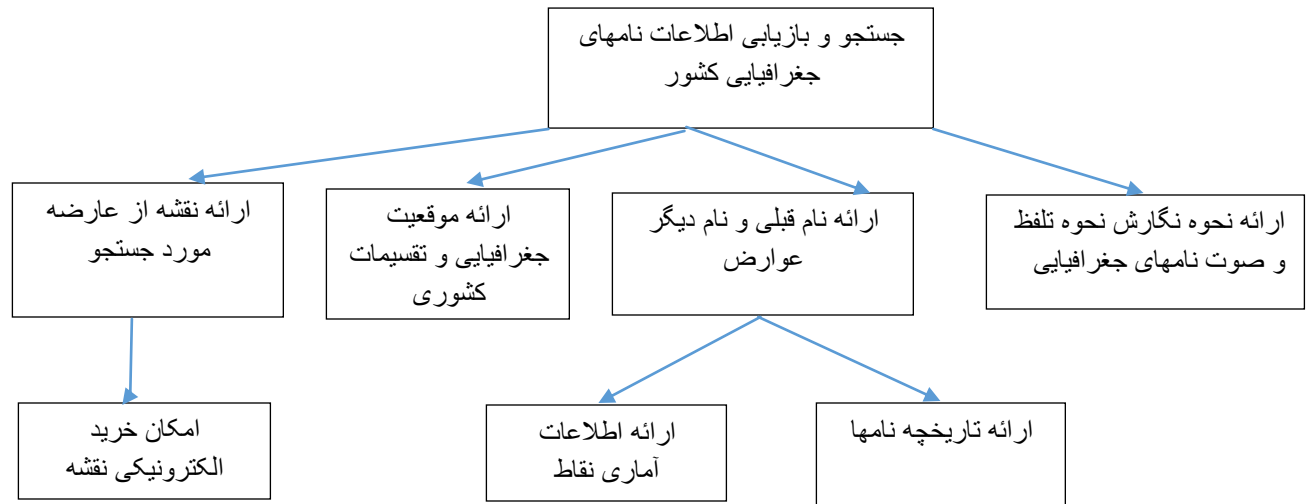 جستجو و بازیابی اطلاعات نامهای
جغرافیایی کشور
ارائه نحوه نگارش نحوه تلفظ
و صوت نامهای جغرافیایی
ارائه نام قبلی و نام دیگر
عوارض
ارائه موقعیت
جغرافیایی و تقسیمات
کشوری
ارائه نقشه از عارضه
مورد جستجو
ارائه تاریخچه نامها
ارائه اطلاعات
آماری نقاط
امکان خرید
الکترونیکی نقشه